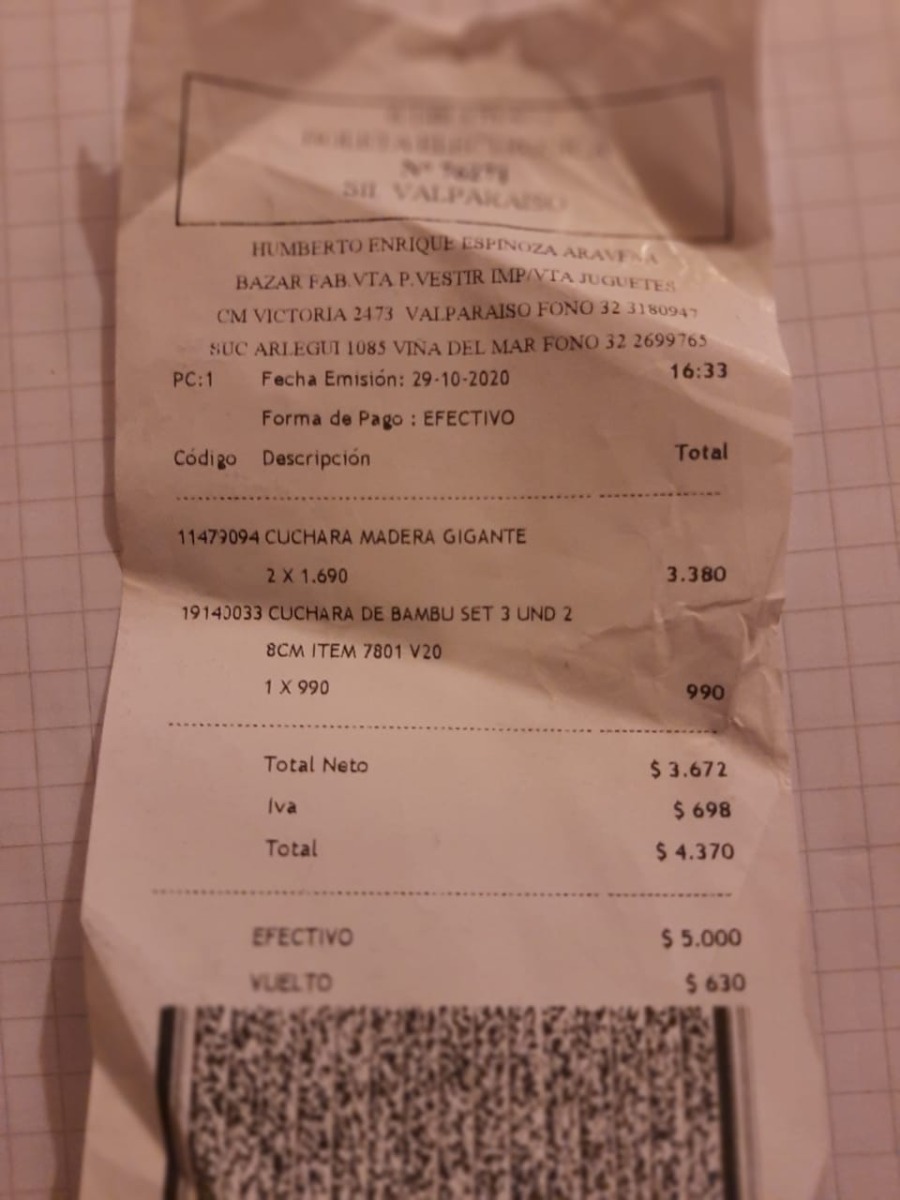 SII VALPARAISO
HUMBERTO ENRIQUE ESPINOZA ARAVENA
BAZAR FAB.VTA P.VESTIR IMP/VTA JUGUETES
CM VICTORIA 2473 VALPARAISO FONO 32 3180947
SUC ARLEGUI 1085 VIÑA DEL MAR FONO 32 2699765
PC:1 Fecha Emisión: 29-10-2020 16:33
Forma de Pago : EFECTIVO
Código Descripción Total
11479094 CUCHARA MADERA GIGANTE
2 X 1.690 3.380
19140033 CUCHARA DE BAMBU SET 3 UND 2
8CM ITEM 7801 V20
1 X 990 990
Total Neto $ 3.672
Iva $ 698
Total $ 4.370
EFECTIVO $ 5.000
VUELTO $ 630